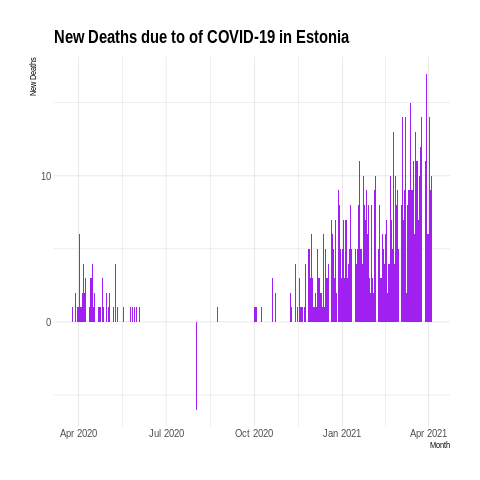 New Deaths due to of COVID-19 in Estonia
New Deaths
10
0
Apr 2020 Jul 2020 Oct 2020 Jan 2021 Apr 2021
Month